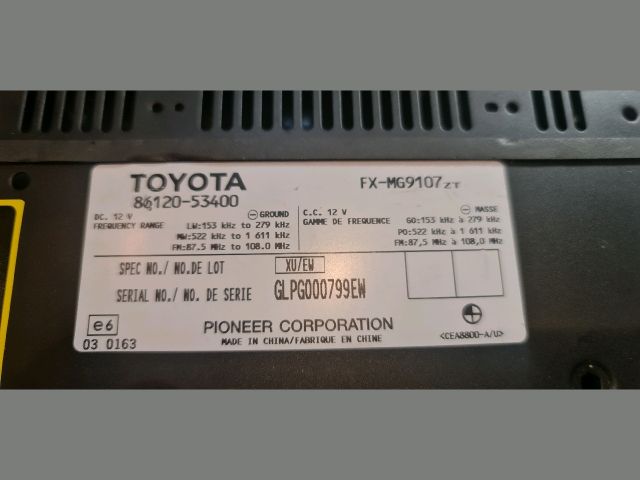 TOYOTA
86120-53400
FX-MG9107ZT
DC. 12 V ⊖GROUND
FREQUENCY RANGE LW:153 kHz to 279 kHz
MW:522 kHz to 1 611 kHz
FM:87.5 MHz to 108.0 MHz
C.C. 12 V ⊖ MASSE
GAMME DE FREQUENCE GO:153 kHz à 279 kHz
PO:522 kHz à 1 611 kHz
FM:87,5 MHz à 108,0 MHz
SPEC NO./ NO.DE LOT XU/EW
SERIAL NO./ NO. DE SERIE GLPG000799EW
e6
03 0163
PIONEER CORPORATION
MADE IN CHINA/FABRIQUE EN CHINE
<CEA8800-A/U>